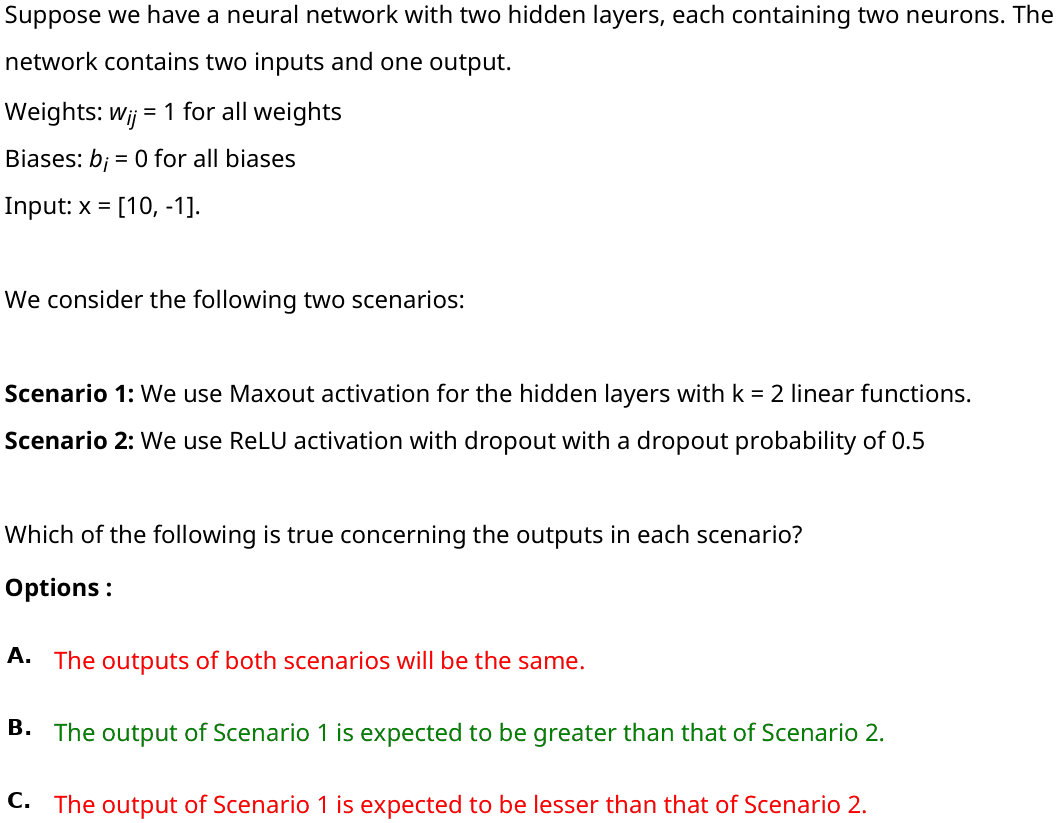 Suppose we have a neural network with two hidden layers, each containing two neurons. The
network contains two inputs and one output.
Weights: wij = 1 for all weights
Biases: bi = 0 for all biases
Input: x = [10, -1].
We consider the following two scenarios:
Scenario 1: We use Maxout activation for the hidden layers with k = 2 linear functions.
Scenario 2: We use ReLU activation with dropout with a dropout probability of 0.5
Which of the following is true concerning the outputs in each scenario?
Options :
A. The outputs of both scenarios will be the same.
B. The output of Scenario 1 is expected to be greater than that of Scenario 2.
C. The output of Scenario 1 is expected to be lesser than that of Scenario 2.